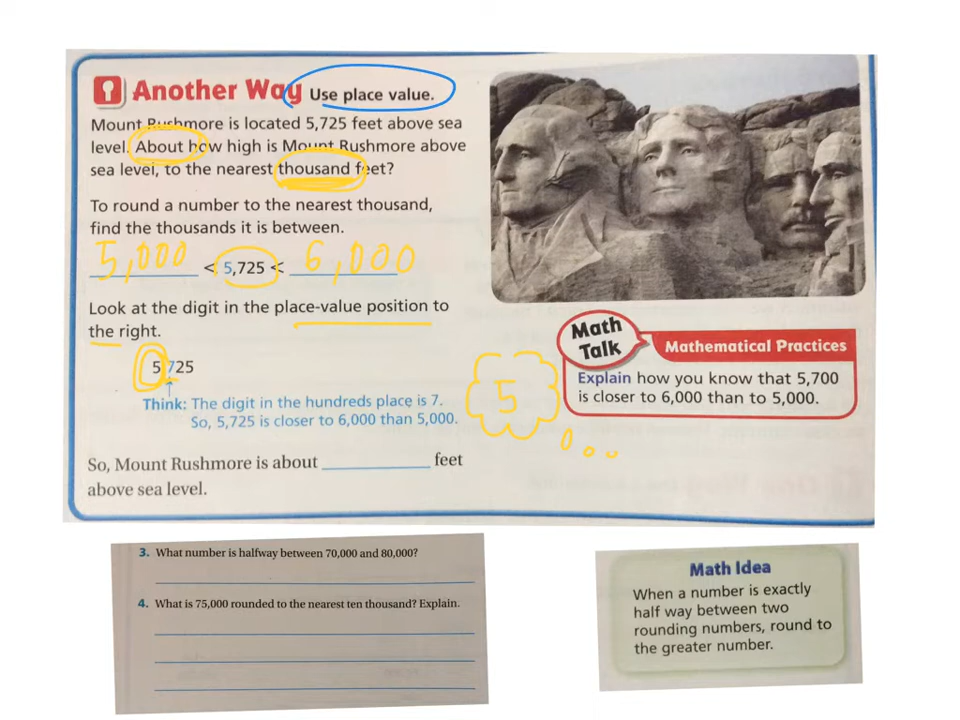 Another Way Use place value.
Mount Rushmore is located 5,725 feet above sea
level. About how high is Mount Rushmore above
sea level, to the nearest thousand feet?
To round a number to the nearest thousand,
find the thousands it is between.
5,000 < 5,725 < 6,000
Look at the digit in the place-value position to
the right.
5,725
Think: The digit in the hundreds place is 7.
So, 5,725 is closer to 6,000 than 5,000.
So, Mount Rushmore is about ________ feet
above sea level.
Math
Talk
Mathematical Practices
Explain how you know that 5,700
is closer to 6,000 than to 5,000.
5
3. What number is halfway between 70,000 and 80,000?
4. What is 75,000 rounded to the nearest ten thousand? Explain.
Math Idea
When a number is exactly
half way between two
rounding numbers, round to
the greater number.